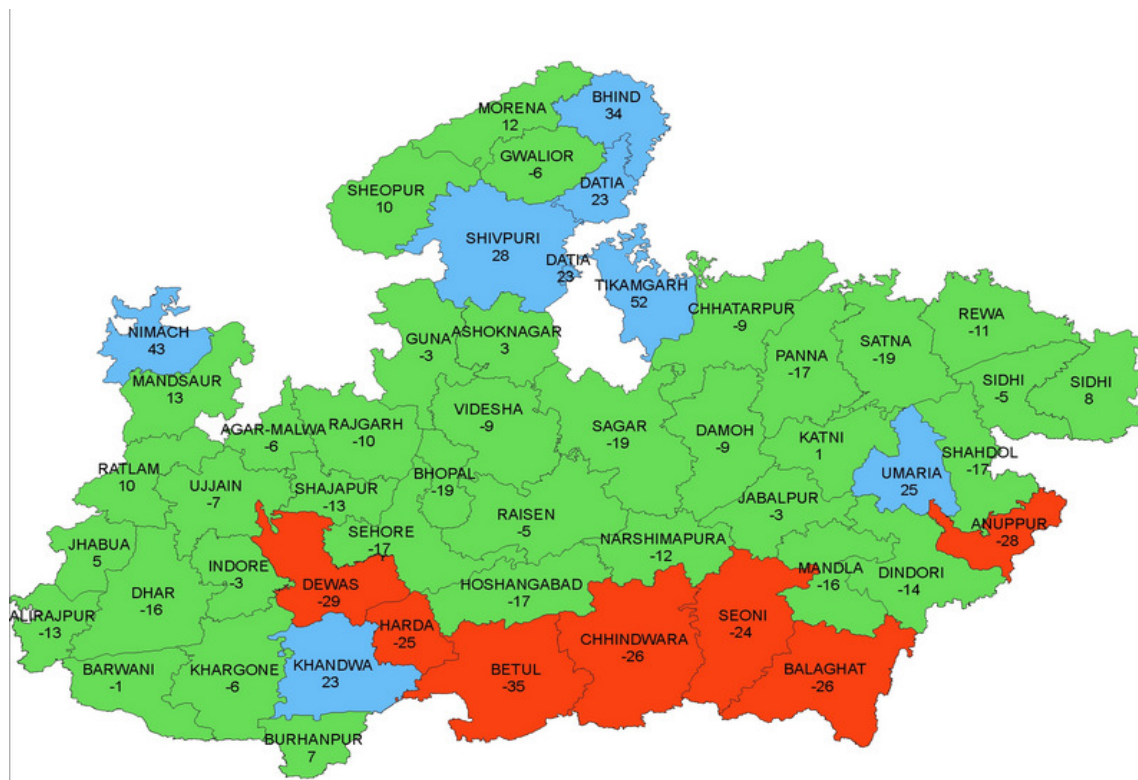 BHIND
34
MORENA
12
GWALIOR
-6
DATIA
23
SHEOPUR
10
SHIVPURI
28
DATIA
23
TIKAMGARH
52
CHHATARPUR
-9
REWA
-11
NIMACH
43
GUNA
-3
ASHOKNAGAR
3
PANNA
-17
SATNA
-19
SIDHI
-5
SIDHI
8
MANDSAUR
13
AGAR-MALWA
-6
RAJGARH
-10
VIDESHA
-9
SAGAR
-19
DAMOH
-9
KATNI
1
SHAHDOL
-17
RATLAM
10
UJJAIN
-7
SHAJAPUR
-13
BHOPAL
-19
UMARIA
25
JABALPUR
-3
RAISEN
-5
ANUPPUR
-28
JHABUA
5
INDORE
-3
SEHORE
-17
NARSHIMAPURA
-12
DHAR
-16
DEWAS
-29
HOSHANGABAD
-17
MANDLA
-16
DINDORI
-14
ALIRAJPUR
-13
HARDA
-25
SEONI
-24
BARWANI
-1
KHARGONE
-6
KHANDWA
23
BETUL
-35
CHHINDWARA
-26
BALAGHAT
-26
BURHANPUR
7